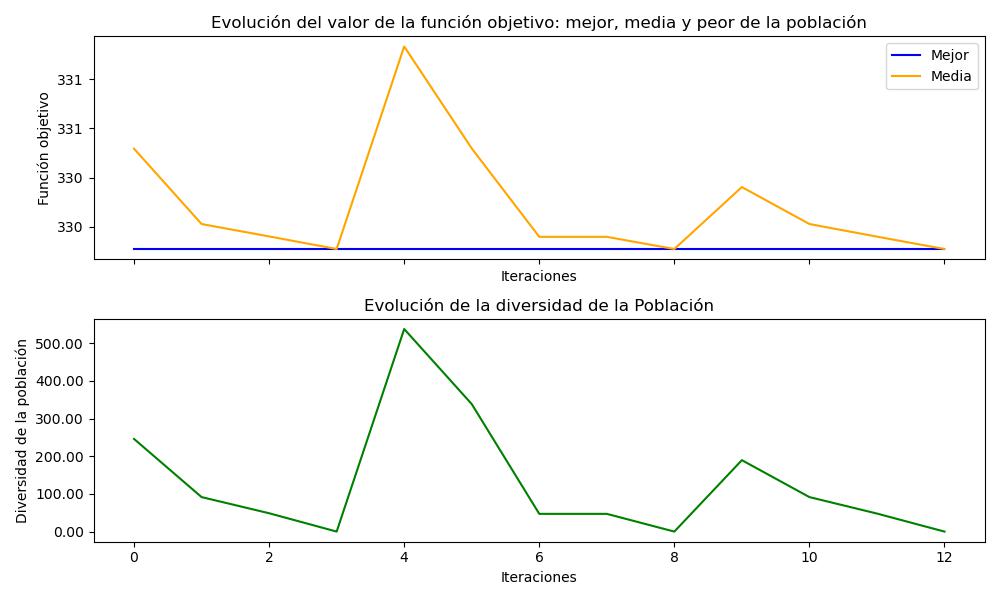 Evolución del valor de la función objetivo: mejor, media y peor de la población
Mejor
Media
331
331
330
330
Función objetivo
Iteraciones
Evolución de la diversidad de la Población
500.00
400.00
300.00
200.00
100.00
0.00
Diversidad de la población
0 2 4 6 8 10 12
Iteraciones